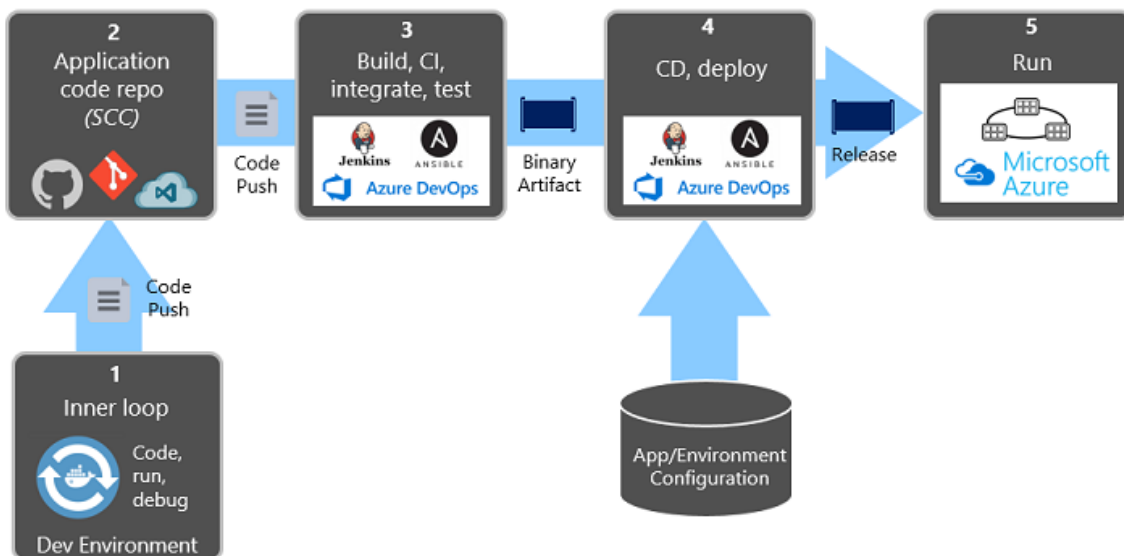 2
Application
code repo
(SCC)
Code
Push
3
Build, CI,
integrate, test
Jenkins
A
ANSIBLE
Azure DevOps
Binary
Artifact
4
CD, deploy
Jenkins
A
ANSIBLE
Azure DevOps
Release
5
Run
Microsoft
Azure
Code
Push
1
Inner loop
Code,
run,
debug
Dev Environment
App/Environment
Configuration